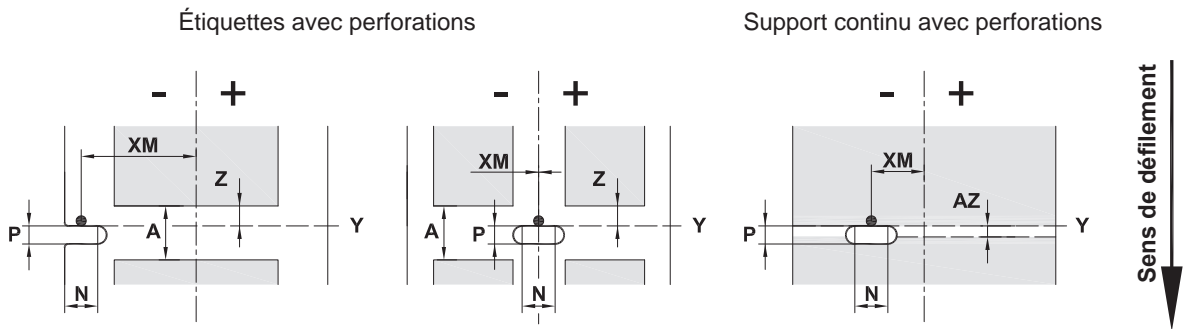 Étiquettes avec perforations
Support continu avec perforations
- +
XM
Z
A
P
Y
N
- +
XM
Z
A
P
Y
N
- +
XM
AZ
P
Y
N
Sens de défilement